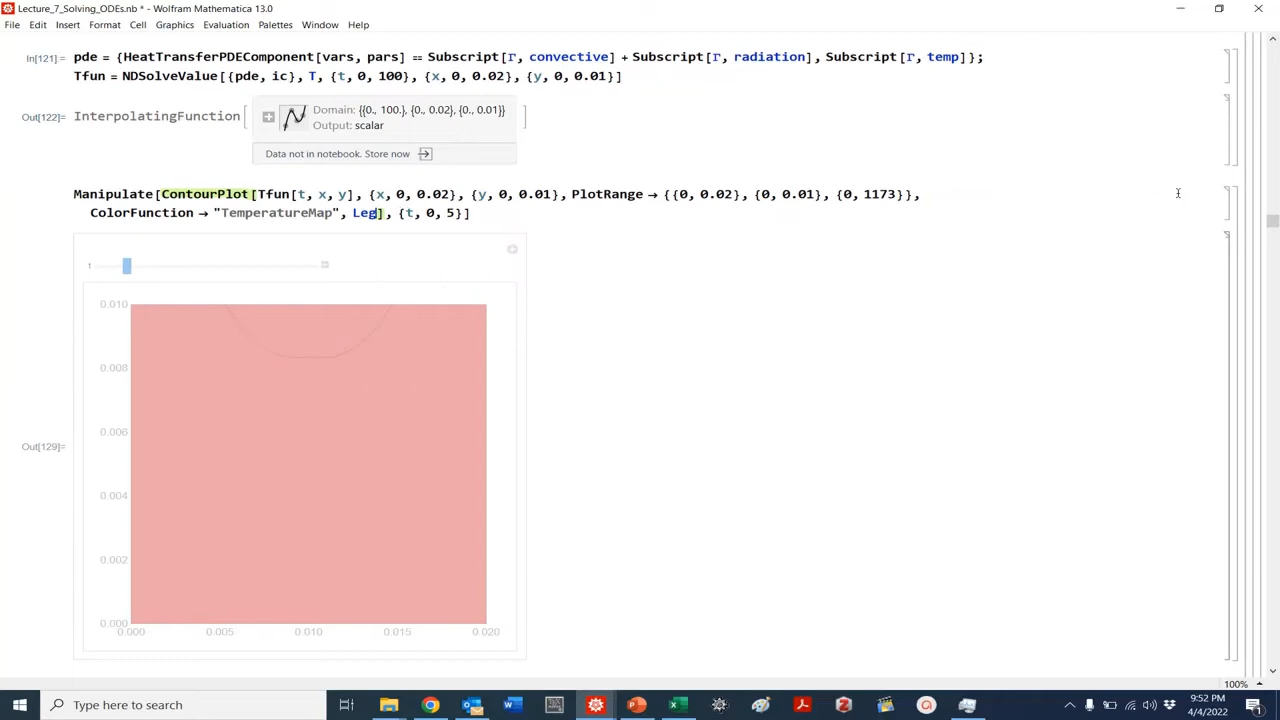 Lecture_7_Solving_ODEs.nb * - Wolfram Mathematica 13.0
File Edit Insert Format Cell Graphics Evaluation Palettes Window Help
In[121]= pde = {HeatTransferPDEComponent[vars, pars] == Subscript[Γ, convective] + Subscript[Γ, radiation], Subscript[Γ, temp]};
Tfun = NDSolveValue[{pde, ic}, T, {t, 0, 100}, {x, 0, 0.02}, {y, 0, 0.01}]
Out[122]= InterpolatingFunction[
Domain: {{0., 100.}, {0., 0.02}, {0., 0.01}}
Output: scalar
]
Data not in notebook. Store now
Manipulate[ContourPlot[Tfun[t, x, y], {x, 0, 0.02}, {y, 0, 0.01}, PlotRange → {{0, 0.02}, {0, 0.01}, {0, 1173}},
ColorFunction → "TemperatureMap", Leg], {t, 0, 5}]
1
0.010
0.008
0.006
Out[129]=
0.004
0.002
0.000
0.000 0.005 0.010 0.015 0.020
100%
Type here to search
9:52 PM
4/4/2022
1